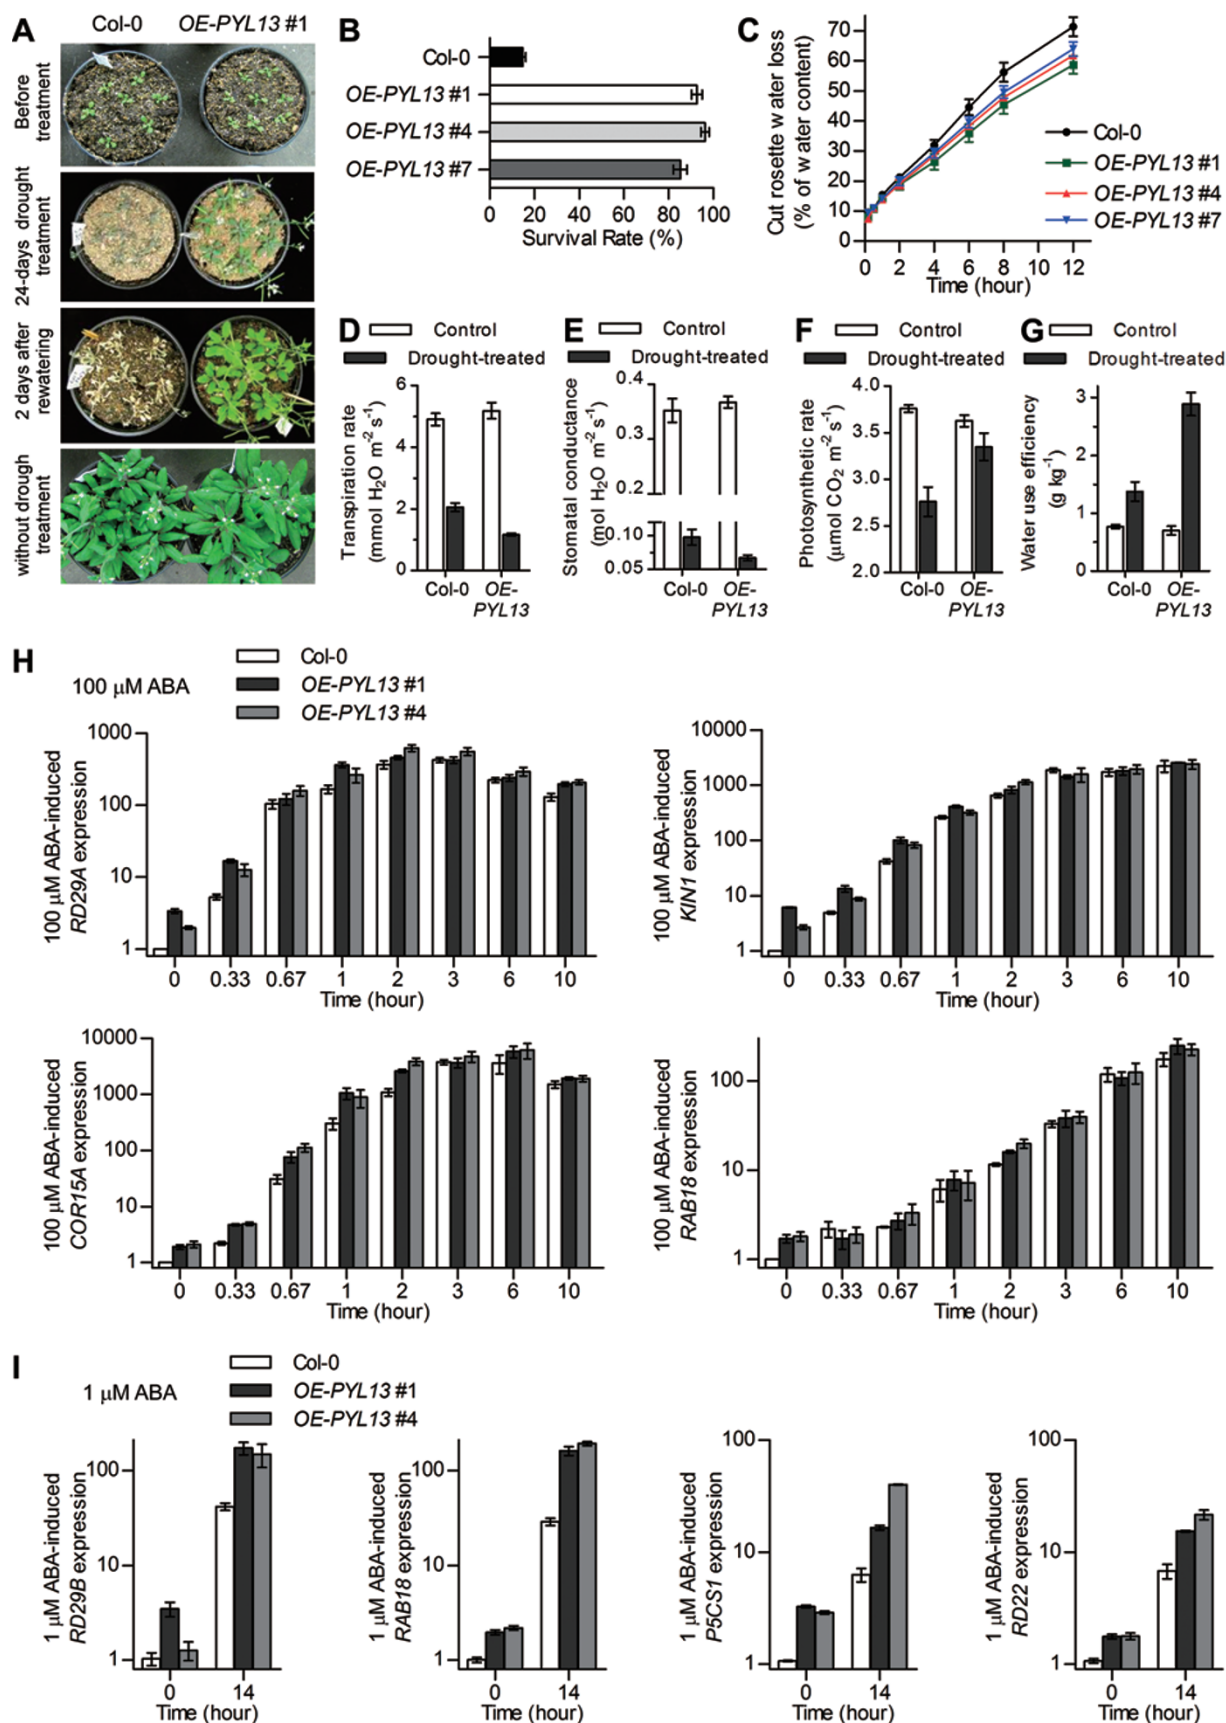 A Col-0 OE-PYL13 #1
Before treatment
24-days drought treatment
2 days after rewatering
without drough treatment
B
Col-0
OE-PYL13 #1
OE-PYL13 #4
OE-PYL13 #7
0 20 40 60 80 100
Survival Rate (%)
C
Cut rosette water loss
(% of water content)
70
60
50
40
30
20
10
0
0 2 4 6 8 10 12
Time (hour)
Col-0
OE-PYL13 #1
OE-PYL13 #4
OE-PYL13 #7
D Control
Drought-treated
Transpiration rate
(mmol H2O m-2 s-1)
6
4
2
0
Col-0 OE-
PYL13
E Control
Drought-treated
Stomatal conductance
(mol H2O m-2 s-1)
0.4
0.3
0.2
0.10
0.05
Col-0 OE-
PYL13
F Control
Drought-treated
Photosynthetic rate
(μmol CO2 m-2 s-1)
4.0
3.5
3.0
2.5
2.0
Col-0 OE-
PYL13
G Control
Drought-treated
Water use efficiency
(g kg-1)
3
2
1
0
Col-0 OE-
PYL13
H
100 μM ABA
Col-0
OE-PYL13 #1
OE-PYL13 #4
100 μM ABA-induced
RD29A expression
1000
100
10
1
0 0.33 0.67 1 2 3 6 10
Time (hour)
100 μM ABA-induced
KIN1 expression
10000
1000
100
10
1
0 0.33 0.67 1 2 3 6 10
Time (hour)
100 μM ABA-induced
COR15A expression
10000
1000
100
10
1
0 0.33 0.67 1 2 3 6 10
Time (hour)
100 μM ABA-induced
RAB18 expression
100
10
1
0 0.33 0.67 1 2 3 6 10
Time (hour)
I
1 μM ABA
Col-0
OE-PYL13 #1
OE-PYL13 #4
1 μM ABA-induced
RD29B expression
100
10
1
0 14
Time (hour)
1 μM ABA-induced
RAB18 expression
100
10
1
0 14
Time (hour)
1 μM ABA-induced
P5CS1 expression
100
10
1
0 14
Time (hour)
1 μM ABA-induced
RD22 expression
100
10
1
0 14
Time (hour)